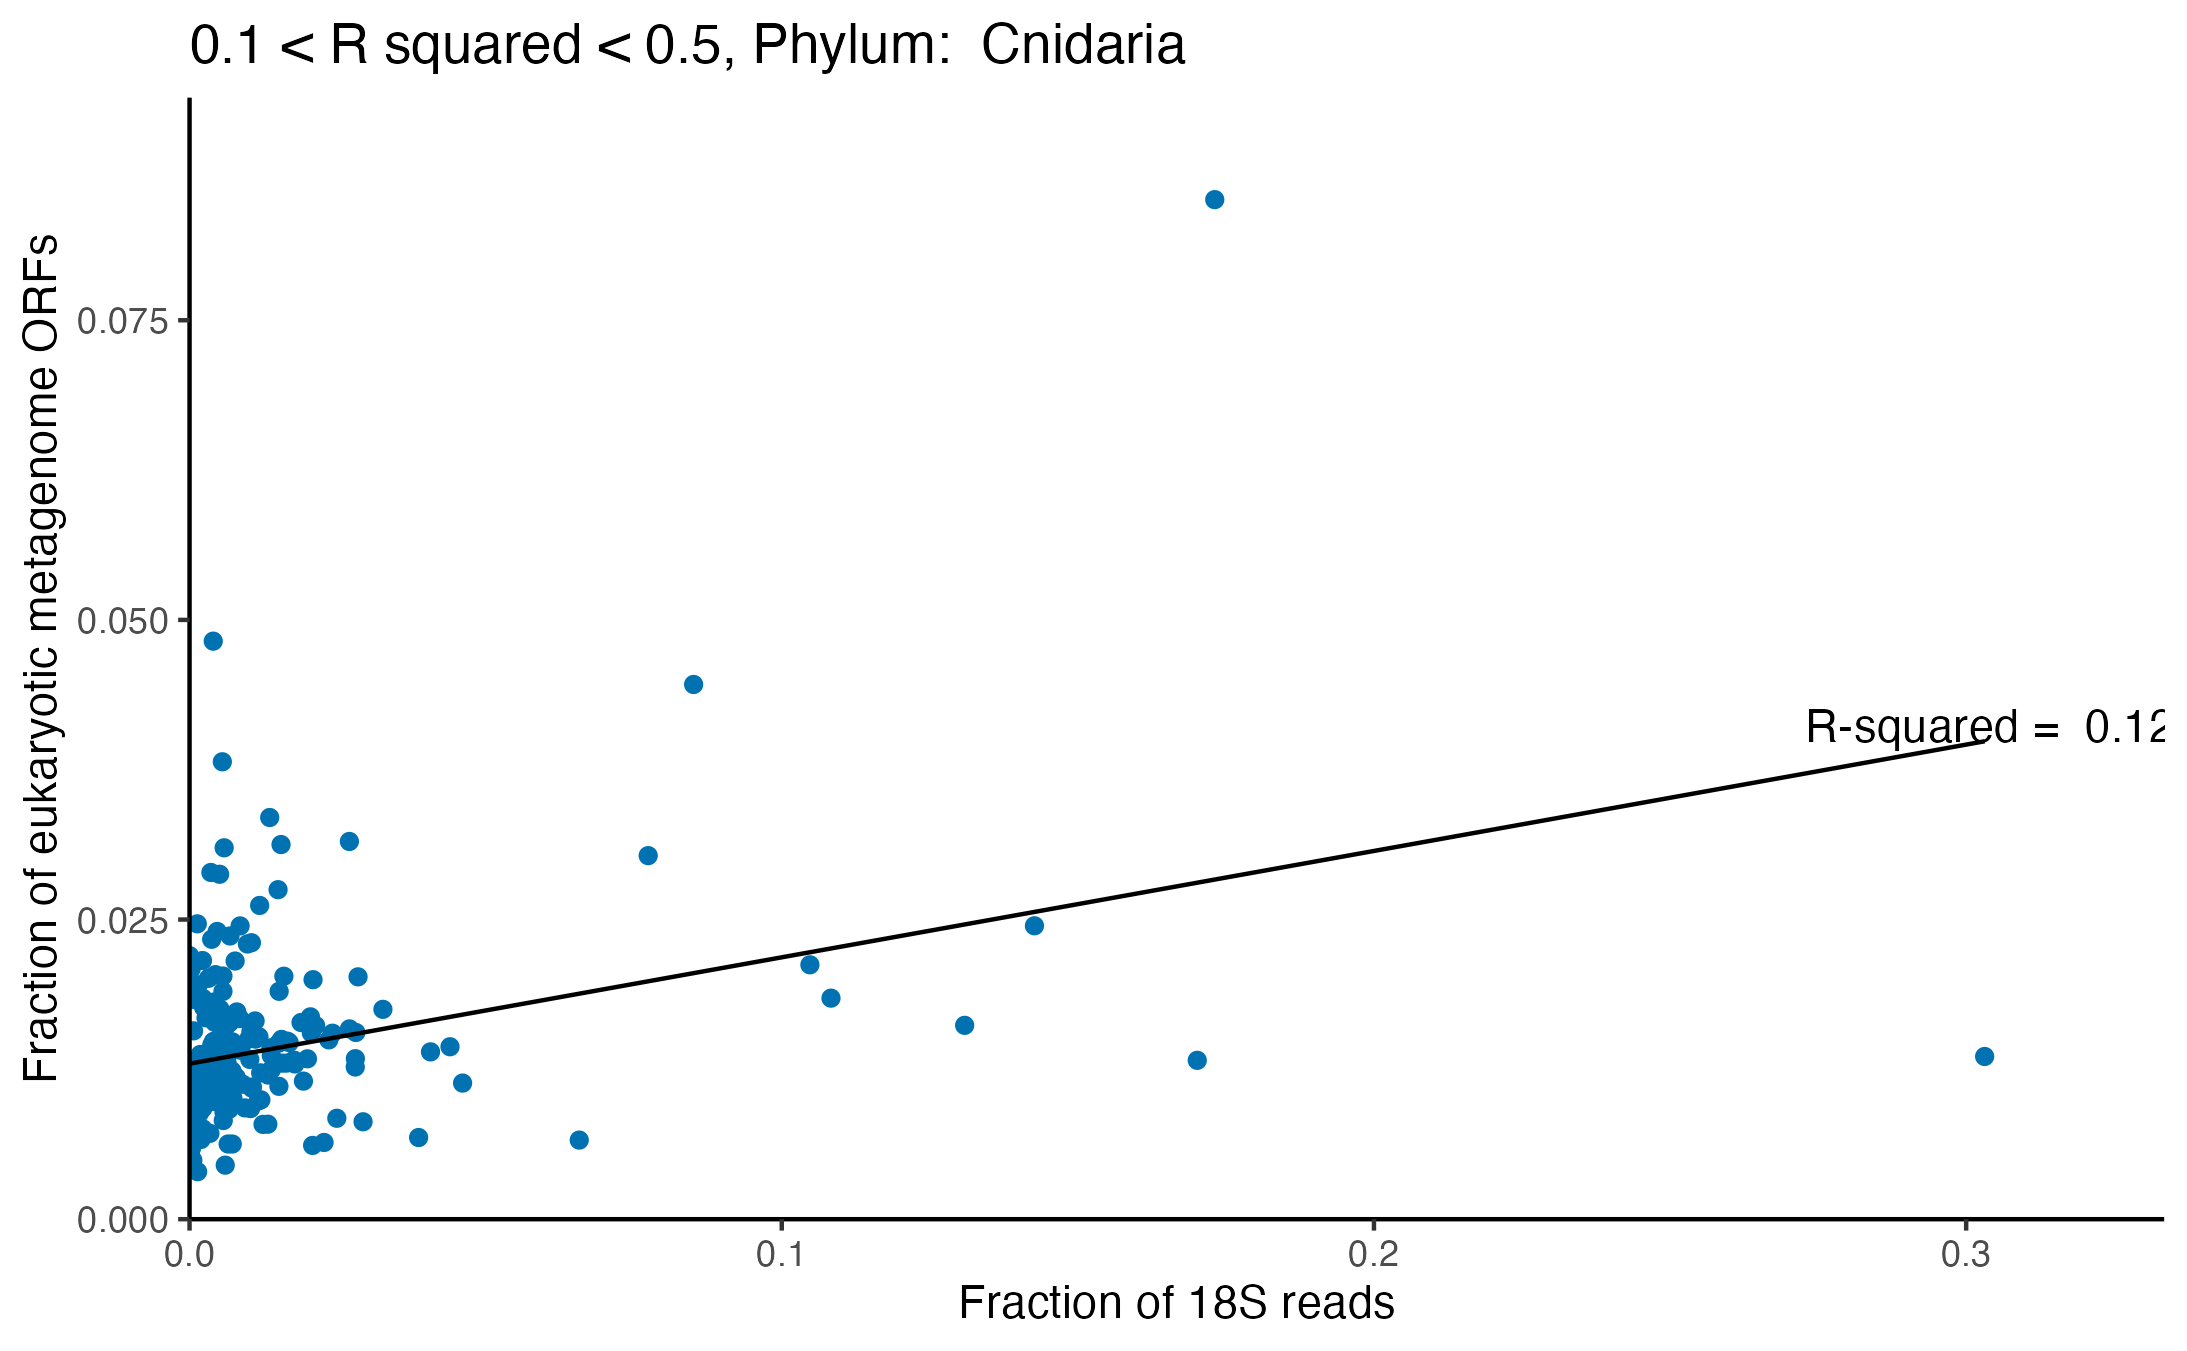 0.1 < R squared < 0.5, Phylum:  Cnidaria
Fraction of eukaryotic metagenome ORFs
0.075
0.050
0.025
0.000
R-squared =  0.12
0.0
0.1
0.2
0.3
Fraction of 18S reads